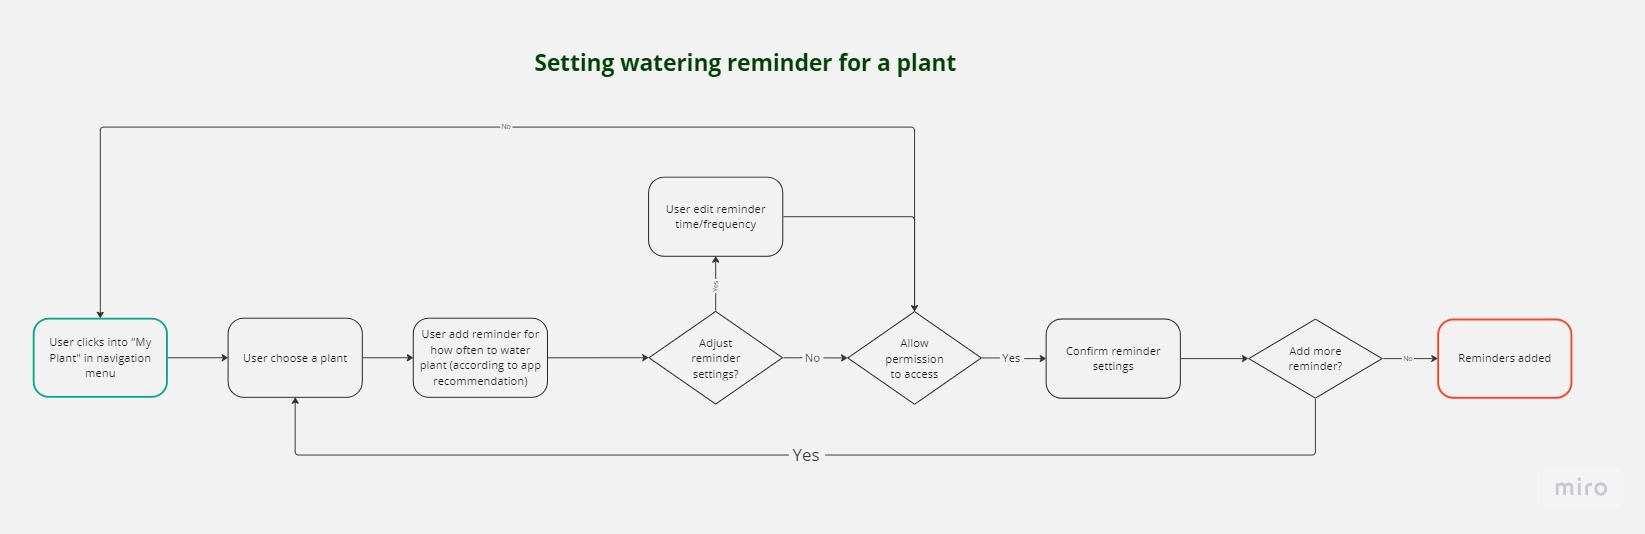 Setting watering reminder for a plant
No
User edit reminder
time/frequency
Yes
User clicks into "My
Plant" in navigation
menu
User choose a plant
User add reminder for
how often to water
plant (according to app
recommendation)
Adjust
reminder
settings?
No
Allow
permission
to access
Yes
Confirm reminder
settings
Add more
reminder?
No
Reminders added
Yes
miro